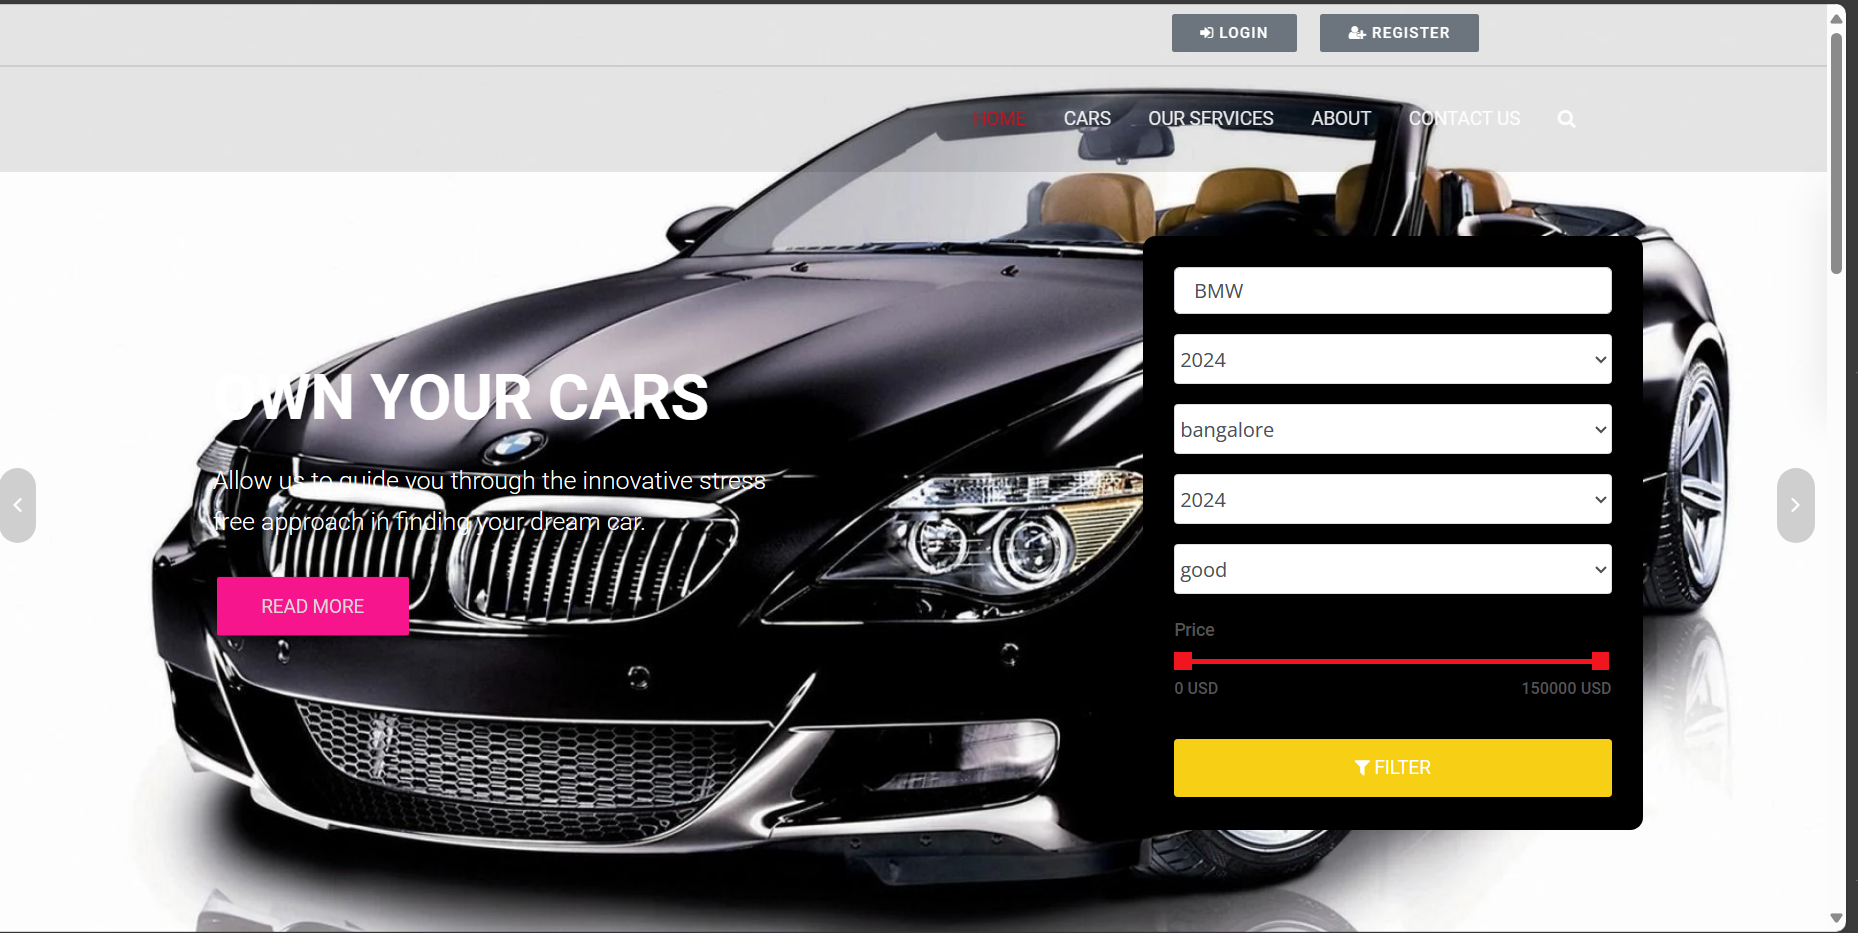 LOGIN
REGISTER
HOME
CARS
OUR SERVICES
ABOUT
CONTACT US
OWN YOUR CARS
Allow us to guide you through the innovative stress
free approach in finding your dream car.
READ MORE
BMW
2024
bangalore
2024
good
Price
0 USD
150000 USD
FILTER